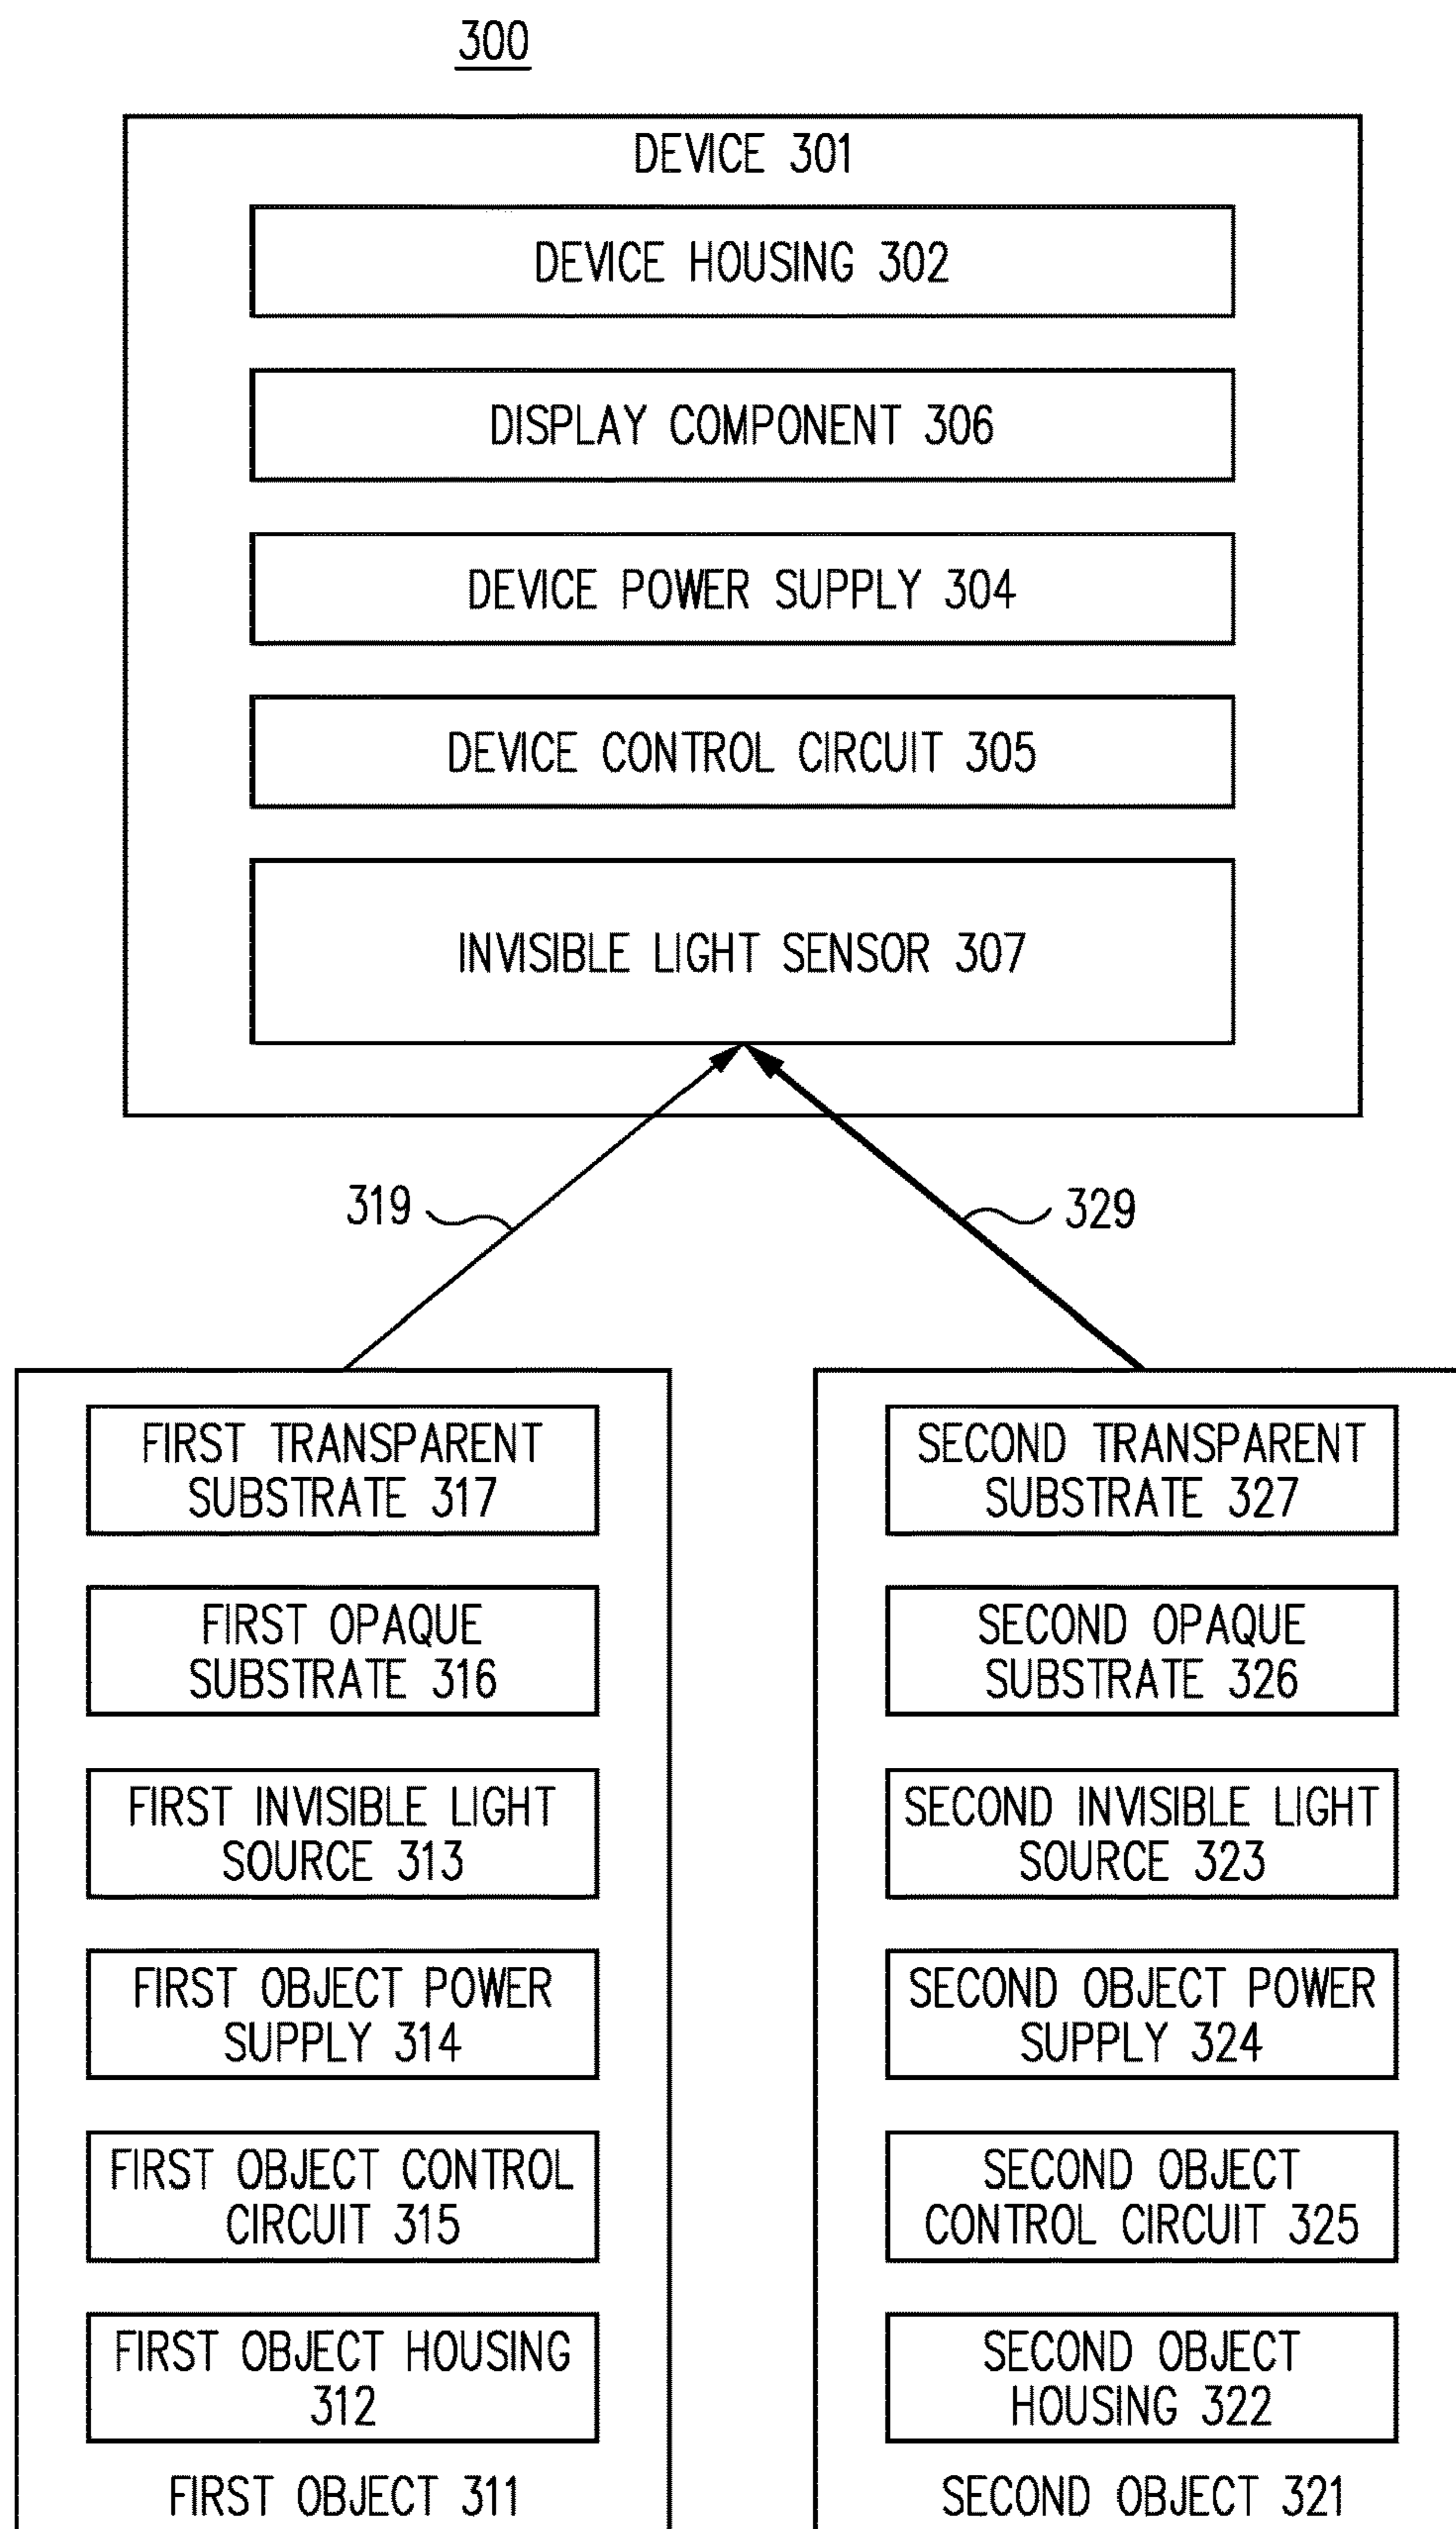 300
DEVICE 301
DEVICE HOUSING 302
DISPLAY COMPONENT 306
DEVICE POWER SUPPLY 304
DEVICE CONTROL CIRCUIT 305
INVISIBLE LIGHT SENSOR 307
319
329
FIRST TRANSPARENT
SUBSTRATE 317
FIRST OPAQUE
SUBSTRATE 316
FIRST INVISIBLE LIGHT
SOURCE 313
FIRST OBJECT POWER
SUPPLY 314
FIRST OBJECT CONTROL
CIRCUIT 315
FIRST OBJECT HOUSING
312
FIRST OBJECT 311
SECOND TRANSPARENT
SUBSTRATE 327
SECOND OPAQUE
SUBSTRATE 326
SECOND INVISIBLE LIGHT
SOURCE 323
SECOND OBJECT POWER
SUPPLY 324
SECOND OBJECT
CONTROL CIRCUIT 325
SECOND OBJECT
HOUSING 322
SECOND OBJECT 321